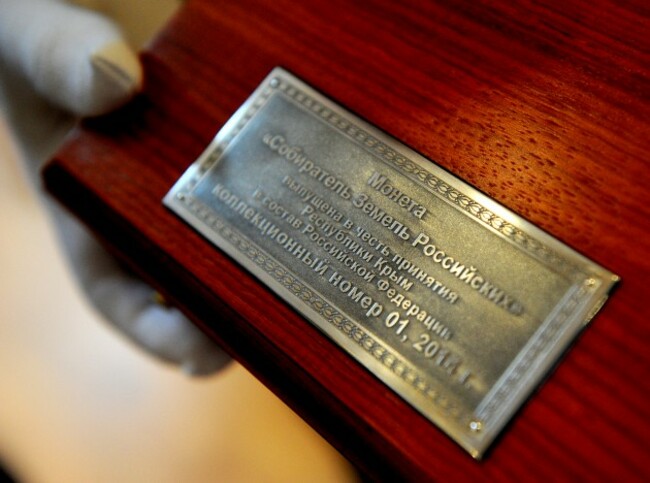 Монета
«Собиратель Земель Российских»
выпущена в честь принятия
Республики Крым
в состав Российской Федерации
коллекционный номер 01, 2014 г.